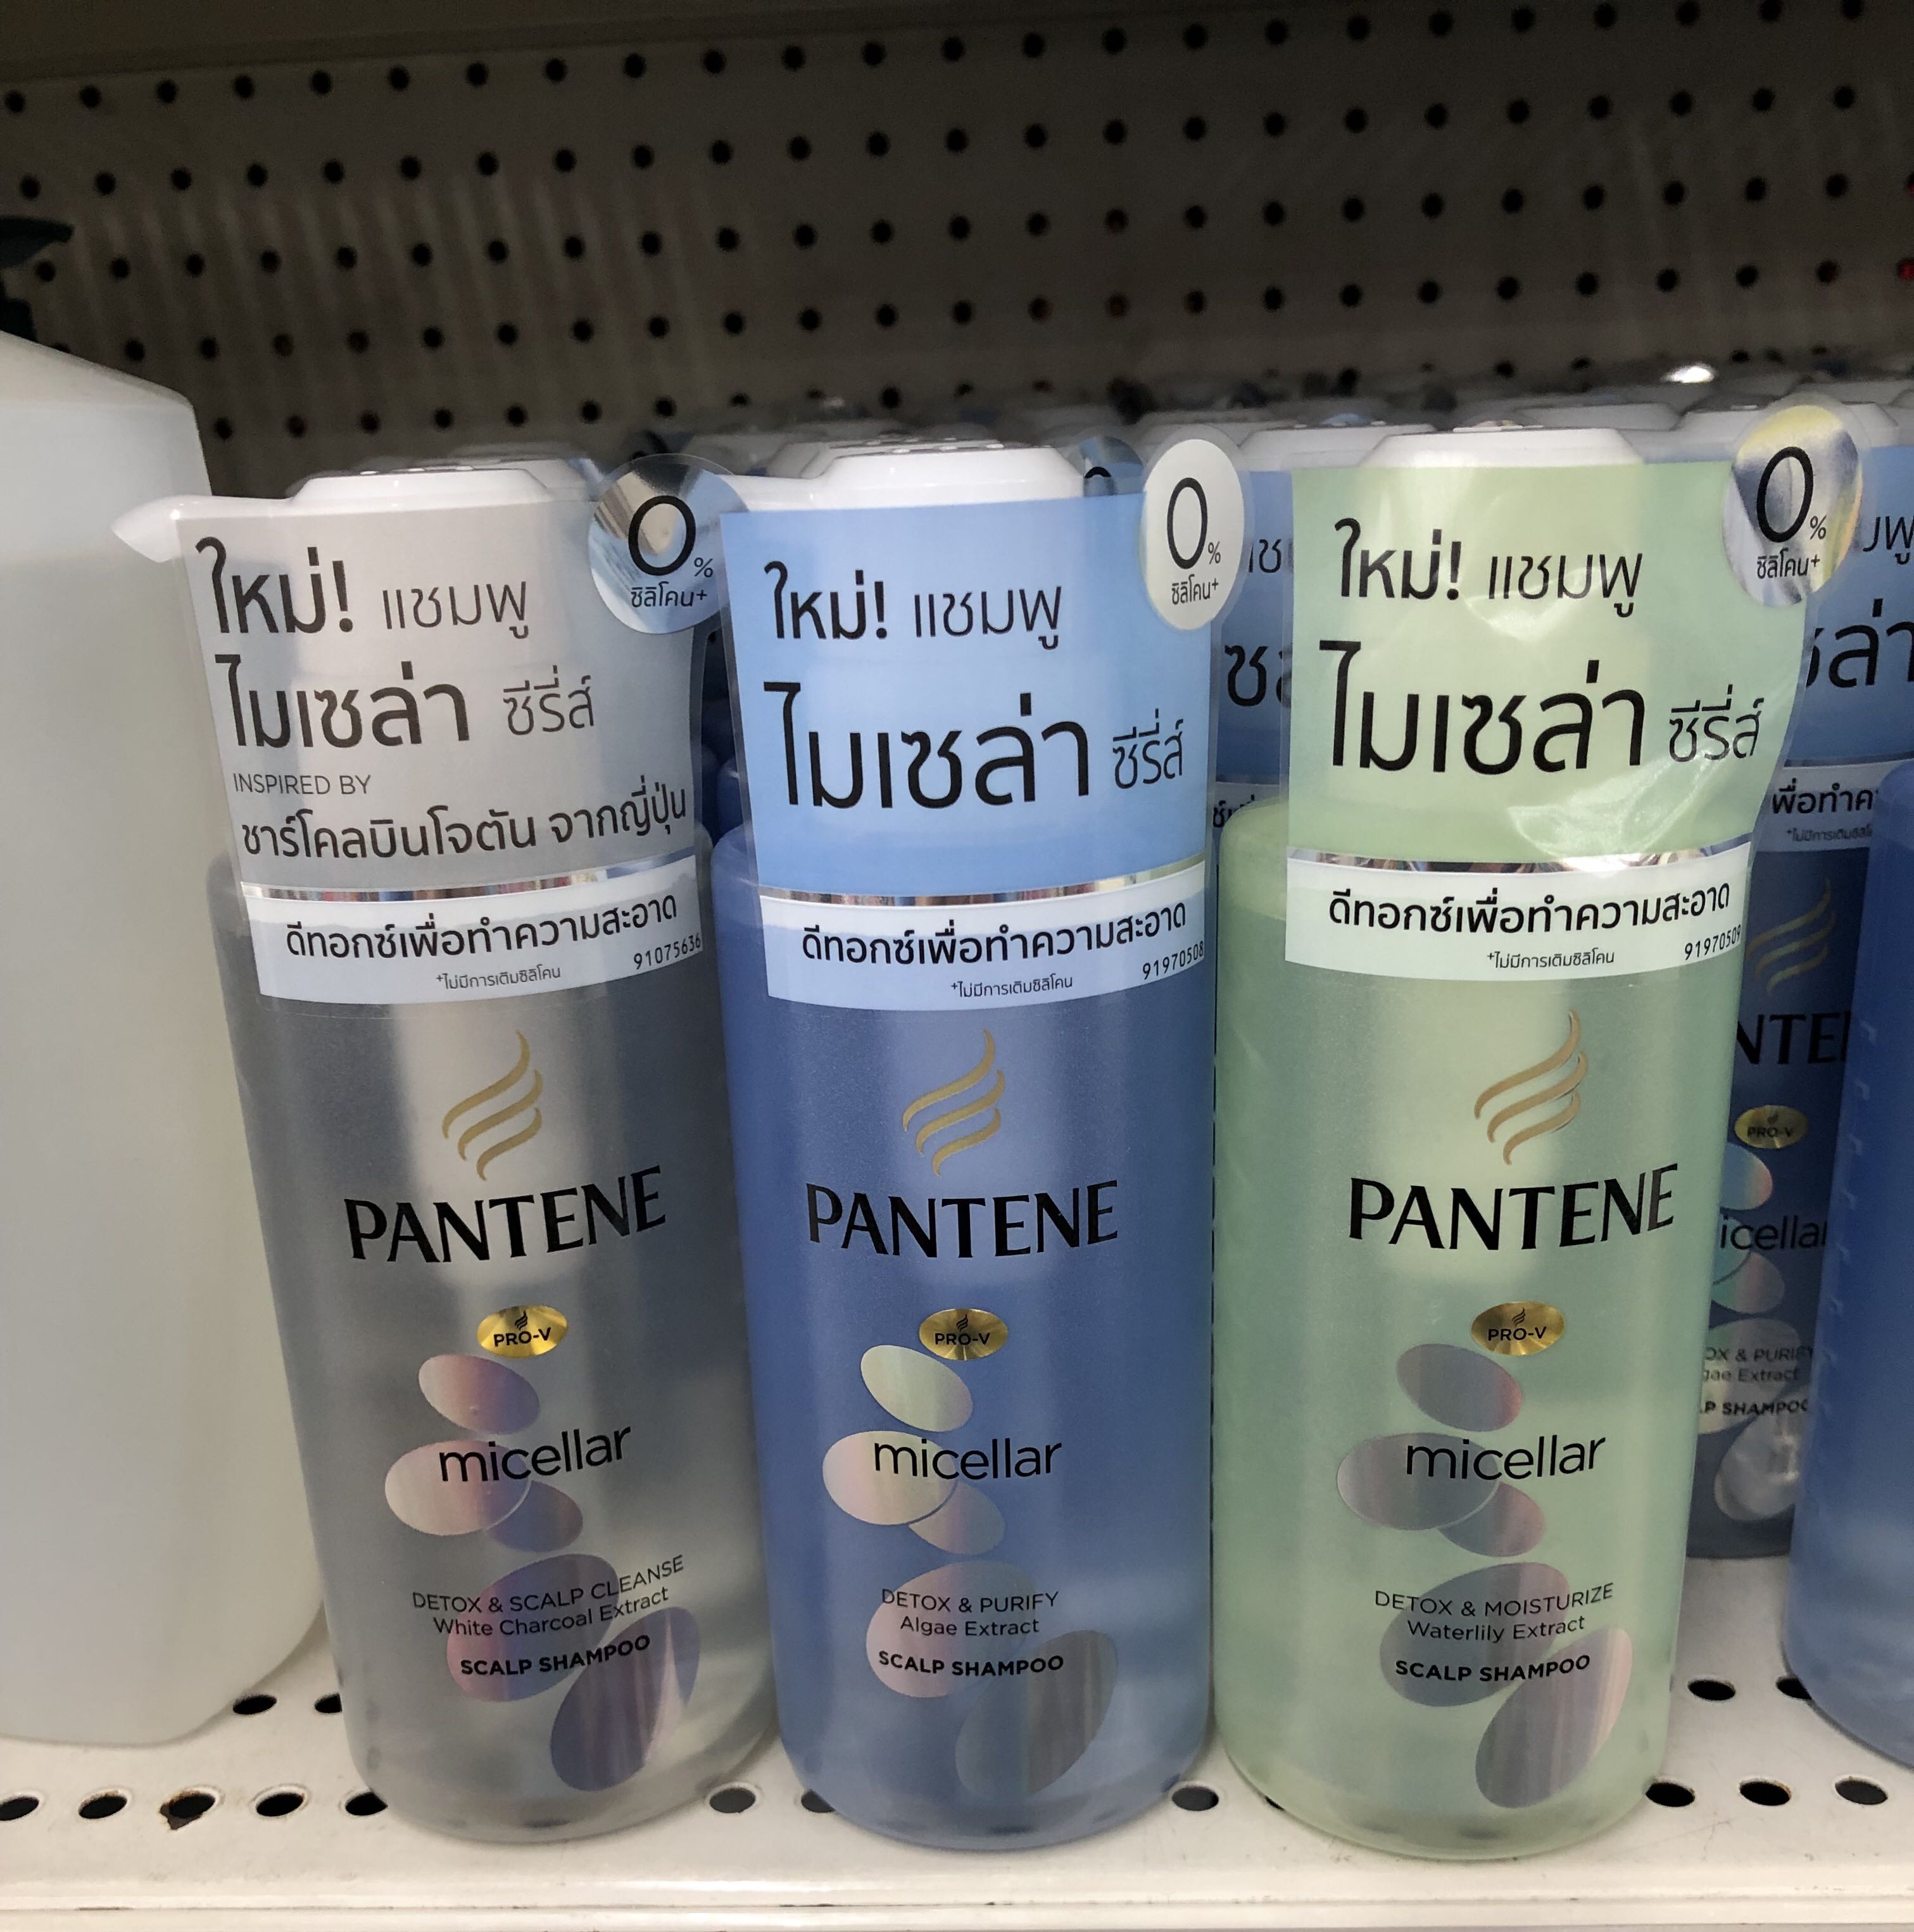 ใหม่! แชมพู
ไมเซล่า ซีรี่ส์
INSPIRED BY
ชาร์โคลบินโจตัน จากญี่ปุ่น
0%
ซิลิโคน+
ดีทอกซ์เพื่อทำความสะอาด
+ไม่มีการเติมซิลิโคน
91075636
PANTENE
PRO-V
micellar
DETOX & SCALP CLEANSE
White Charcoal Extract
SCALP SHAMPOO
ใหม่! แชมพู
ไมเซล่า ซีรี่ส์
0%
ซิลิโคน+
ดีทอกซ์เพื่อทำความสะอาด
+ไม่มีการเติมซิลิโคน
91970508
PANTENE
PRO-V
micellar
DETOX & PURIFY
Algae Extract
SCALP SHAMPOO
ใหม่! แชมพู
ไมเซล่า ซีรี่ส์
0%
ซิลิโคน+
ดีทอกซ์เพื่อทำความสะอาด
+ไม่มีการเติมซิลิโคน
91970509
PANTENE
PRO-V
micellar
DETOX & MOISTURIZE
Waterlily Extract
SCALP SHAMPOO
PRO-V